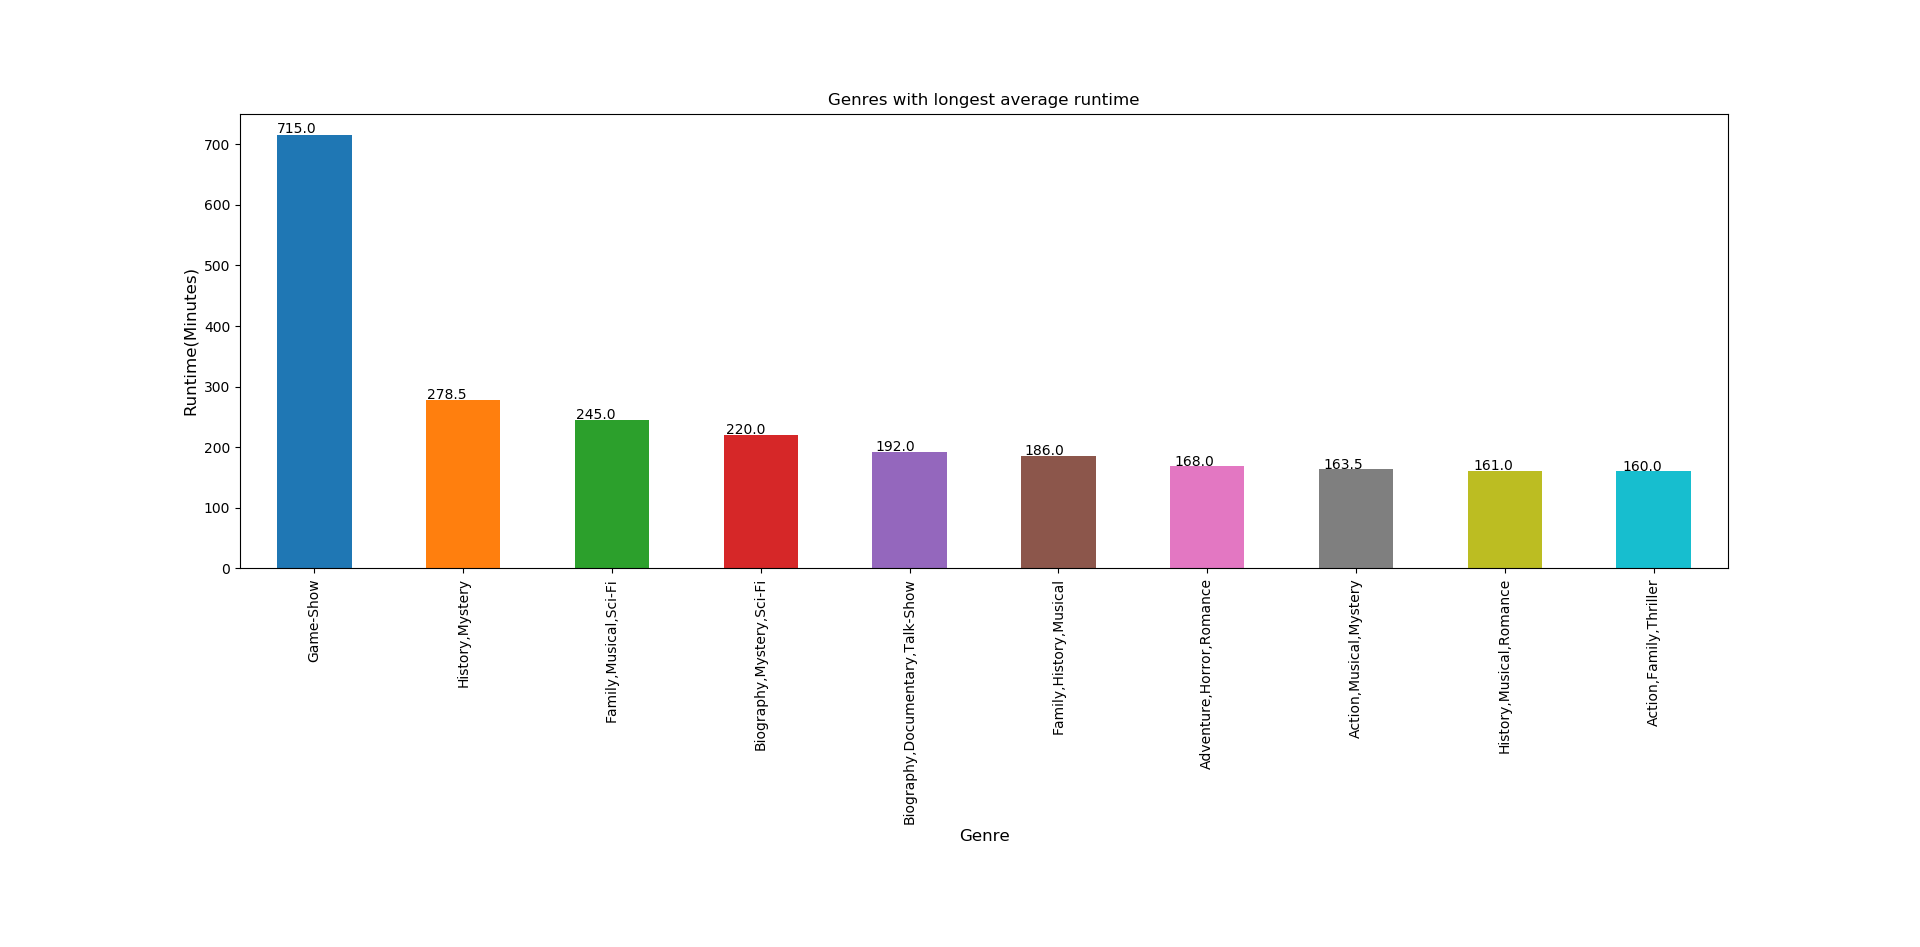 Genres with longest average runtime
Runtime(Minutes)
700
600
500
400
300
200
100
0
715.0
278.5
245.0
220.0
192.0
186.0
168.0
163.5
161.0
160.0
Game-Show
History,Mystery
Family,Musical,Sci-Fi
Biography,Mystery,Sci-Fi
Biography,Documentary,Talk-Show
Family,History,Musical
Adventure,Horror,Romance
Action,Musical,Mystery
History,Musical,Romance
Action,Family,Thriller
Genre